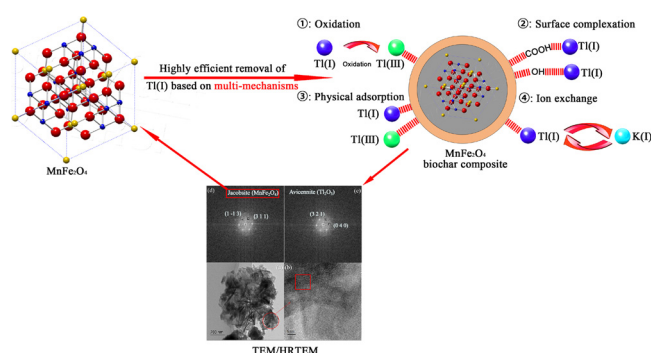 ①: Oxidation
Tl(I) Oxidation Tl(III)
②: Surface complexation
COOH Tl(I)
OH Tl(I)
Highly efficient removal of
Tl(I) based on multi-mechanisms
③: Physical adsorption
Tl(I)
Tl(III)
④: Ion exchange
Tl(I) K(I)
MnFe₂O₄
MnFe₂O₄
biochar composite
(d) Jacobsite (MnFe₂O₄)
Avicennite (Tl₂O₃) (c)
(1 -1 3) (3 1 1)
(3 2 1)
(0 4 0)
(b)
TEM/HRTEM